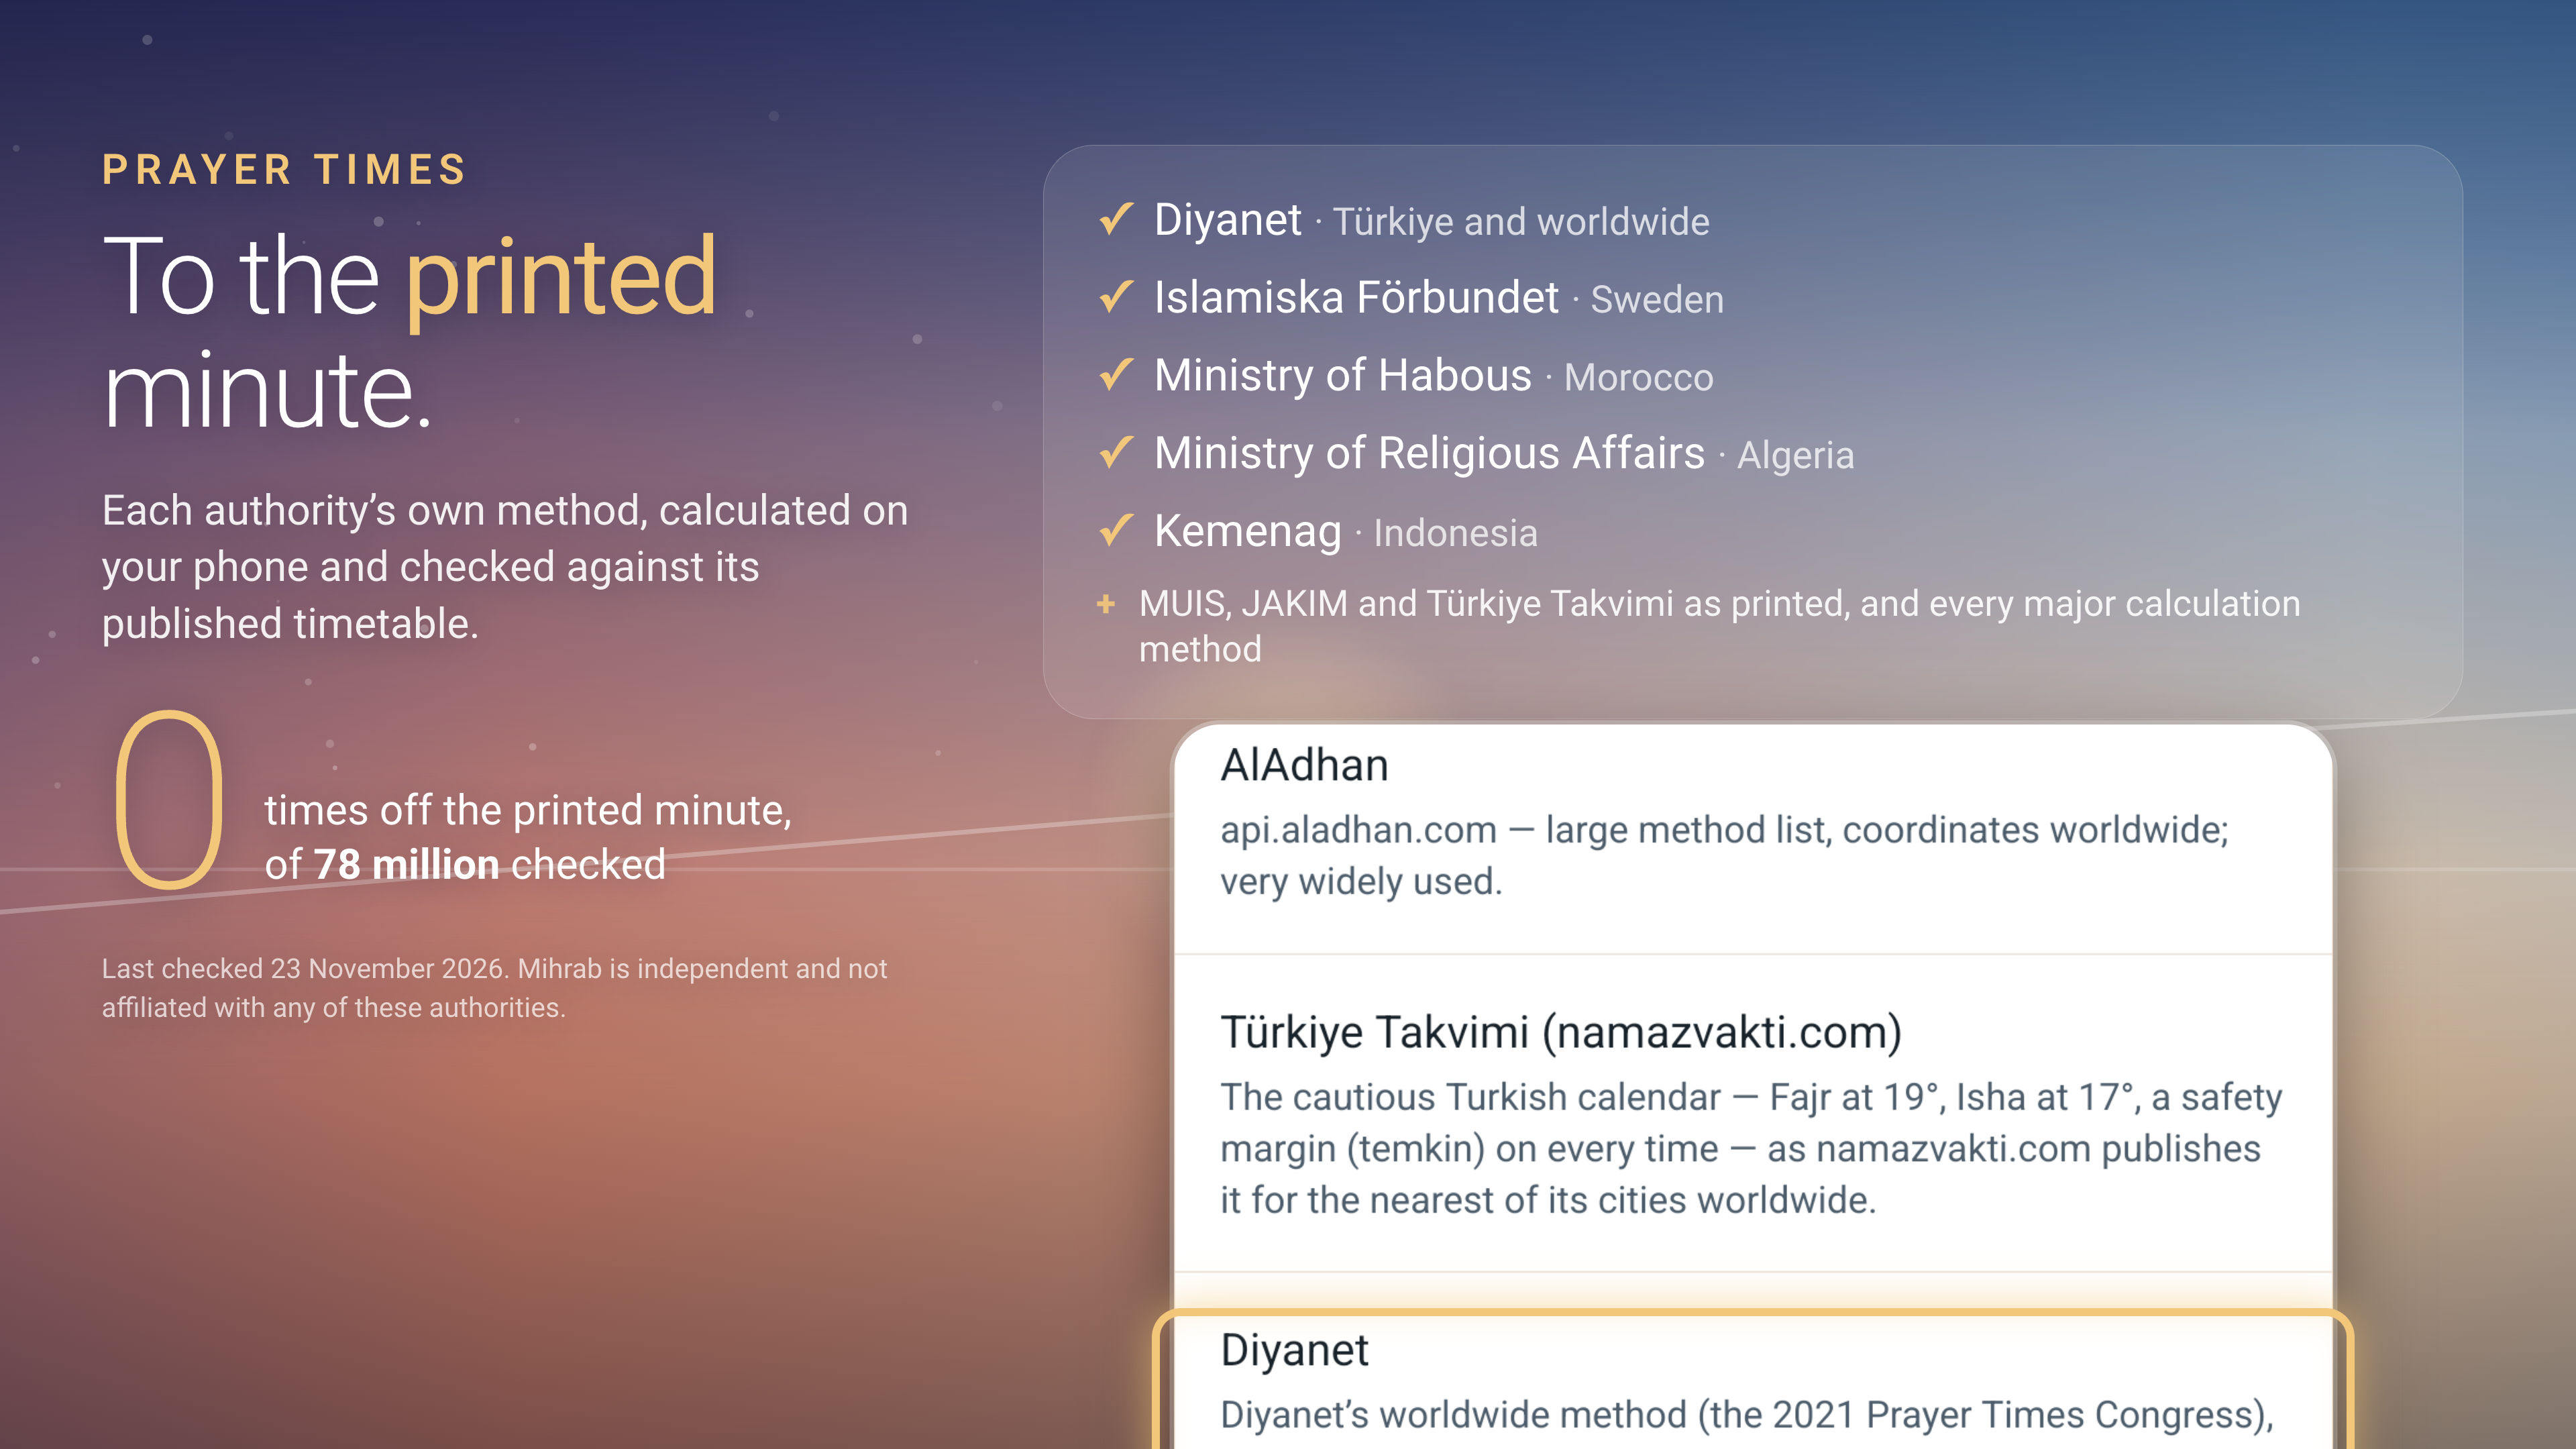 PRAYER TIMES
To the printed
minute.
Each authority’s own method, calculated on
your phone and checked against its
published timetable.
0
times off the printed minute,
of 78 million checked
Last checked 23 November 2026. Mihrab is independent and not
affiliated with any of these authorities.
✓ Diyanet · Türkiye and worldwide
✓ Islamiska Förbundet · Sweden
✓ Ministry of Habous · Morocco
✓ Ministry of Religious Affairs · Algeria
✓ Kemenag · Indonesia
+ MUIS, JAKIM and Türkiye Takvimi as printed, and every major calculation
method
AlAdhan
api.aladhan.com — large method list, coordinates worldwide;
very widely used.
Türkiye Takvimi (namazvakti.com)
The cautious Turkish calendar — Fajr at 19°, Isha at 17°, a safety
margin (temkin) on every time — as namazvakti.com publishes
it for the nearest of its cities worldwide.
Diyanet
Diyanet’s worldwide method (the 2021 Prayer Times Congress),